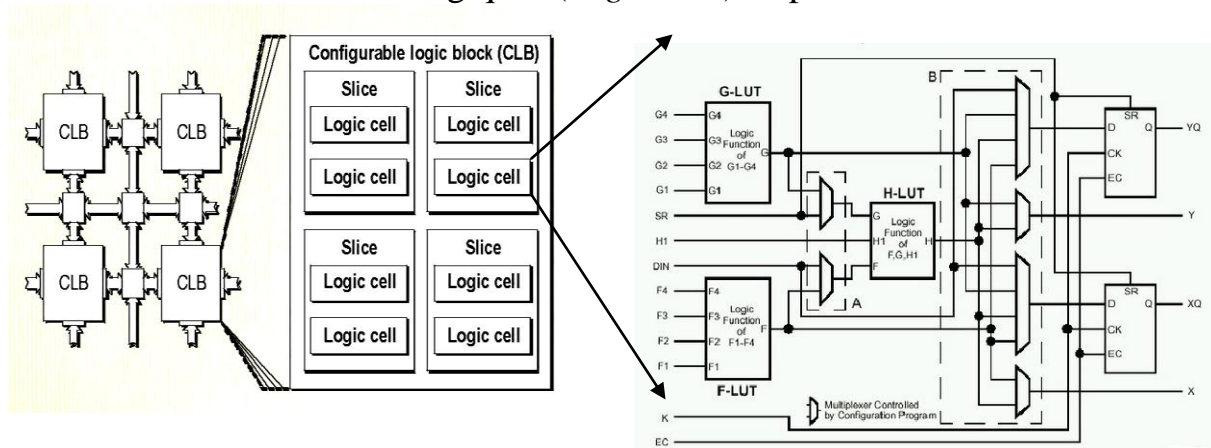 Configurable logic block (CLB)
Slice
Logic cell
Logic cell
Slice
Logic cell
Logic cell
Slice
Logic cell
Logic cell
Slice
Logic cell
Logic cell
CLB
CLB
CLB
CLB
G-LUT
G4
G3
G2
G1
G4
G3
G2
G1
Logic
Function
of
G1-G4
G
SR
H1
DIN
A
H-LUT
G
H1
F
Logic
Function
of
F,G,H1
H
F4
F3
F2
F1
F4
F3
F2
F1
Logic
Function
of
F1-F4
F
F-LUT
K
EC
Multiplexer Controlled
by Configuration Program
B
SR
D
Q
CK
EC
YQ
Y
SR
D
Q
CK
EC
XQ
X